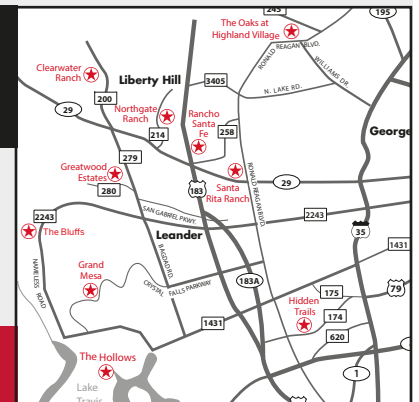 245
195
The Oaks at
Highland Village
RONALD
REAGAN BLVD.
WILLIAMS DR
Clearwater
Ranch
Liberty Hill
3405
N. LAKE RD.
200
29
Northgate
Ranch
Rancho
Santa
Fe
214
258
George
279
Greatwood
Estates
280
183
Santa
Rita Ranch
RONALD REAGAN BLVD.
29
2243
SAN GABRIEL PKWY.
2243
The Bluffs
Leander
35
1431
NAMELESS
ROAD
BAGDAD RD.
Grand
Mesa
CRYSTAL
FALLS PARKWAY
183A
175
79
Hidden
Trails
174
1431
620
The Hollows
1
Lake
Travis